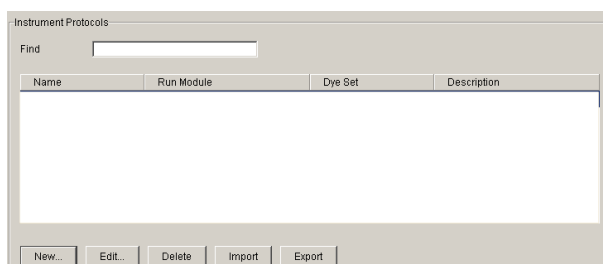 Instrument Protocols
Find
Name Run Module Dye Set Description
New... Edit... Delete Import Export